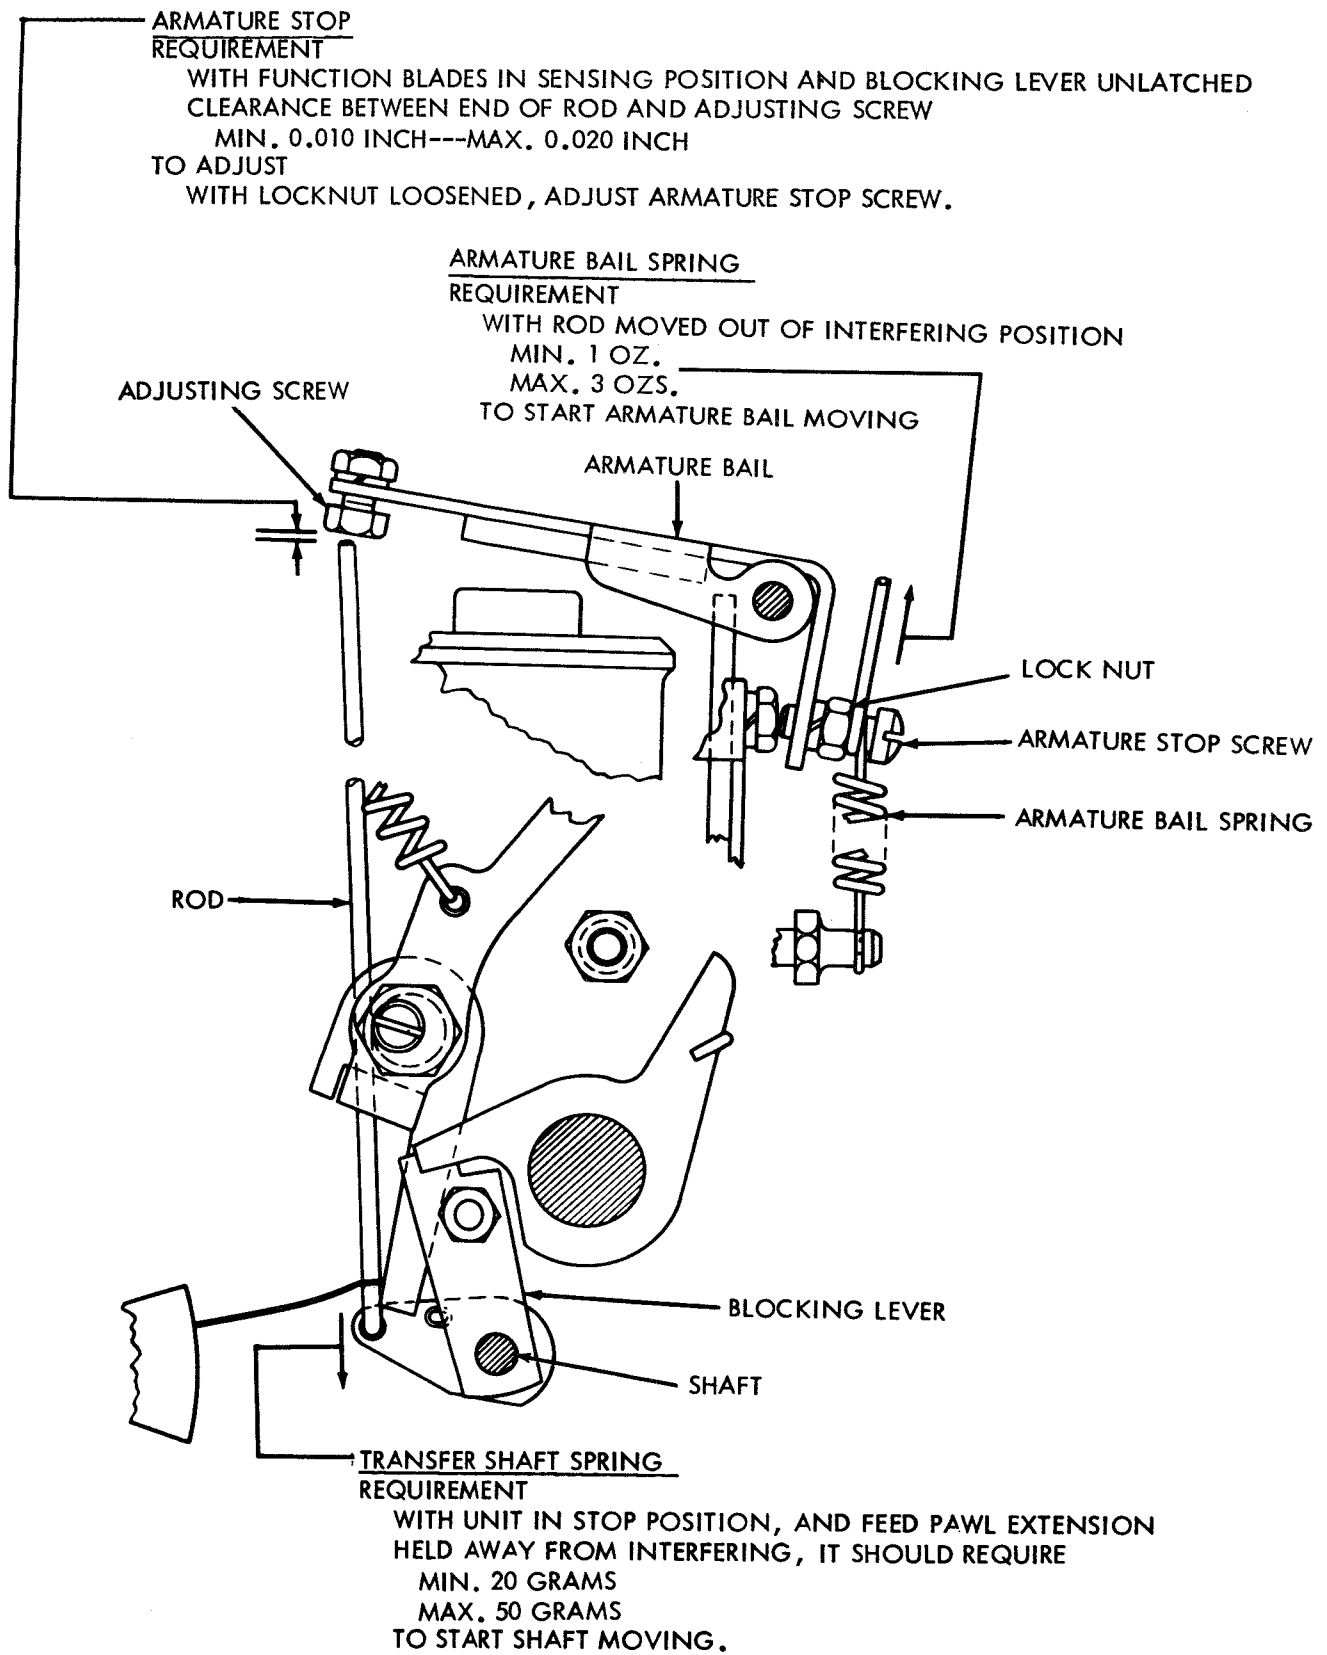 ARMATURE STOP
REQUIREMENT
WITH FUNCTION BLADES IN SENSING POSITION AND BLOCKING LEVER UNLATCHED
CLEARANCE BETWEEN END OF ROD AND ADJUSTING SCREW
MIN. 0.010 INCH---MAX. 0.020 INCH
TO ADJUST
WITH LOCKNUT LOOSENED, ADJUST ARMATURE STOP SCREW.
ARMATURE BAIL SPRING
REQUIREMENT
WITH ROD MOVED OUT OF INTERFERING POSITION
MIN. 1 OZ.
MAX. 3 OZS.
TO START ARMATURE BAIL MOVING
ADJUSTING SCREW
ARMATURE BAIL
LOCK NUT
ARMATURE STOP SCREW
ARMATURE BAIL SPRING
ROD
BLOCKING LEVER
SHAFT
TRANSFER SHAFT SPRING
REQUIREMENT
WITH UNIT IN STOP POSITION, AND FEED PAWL EXTENSION
HELD AWAY FROM INTERFERING, IT SHOULD REQUIRE
MIN. 20 GRAMS
MAX. 50 GRAMS
TO START SHAFT MOVING.